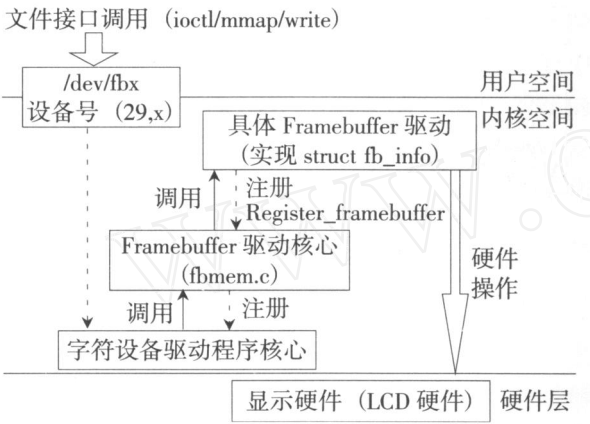 文件接口调用（ioctl/mmap/write）
/dev/fbx
设备号（29,x）
用户空间
内核空间
具体 Framebuffer 驱动
（实现 struct fb_info）
调用
注册
Register_framebuffer
Framebuffer 驱动核心
（fbmem.c）
硬件
操作
调用
注册
字符设备驱动程序核心
显示硬件（LCD 硬件）
硬件层
WWW.